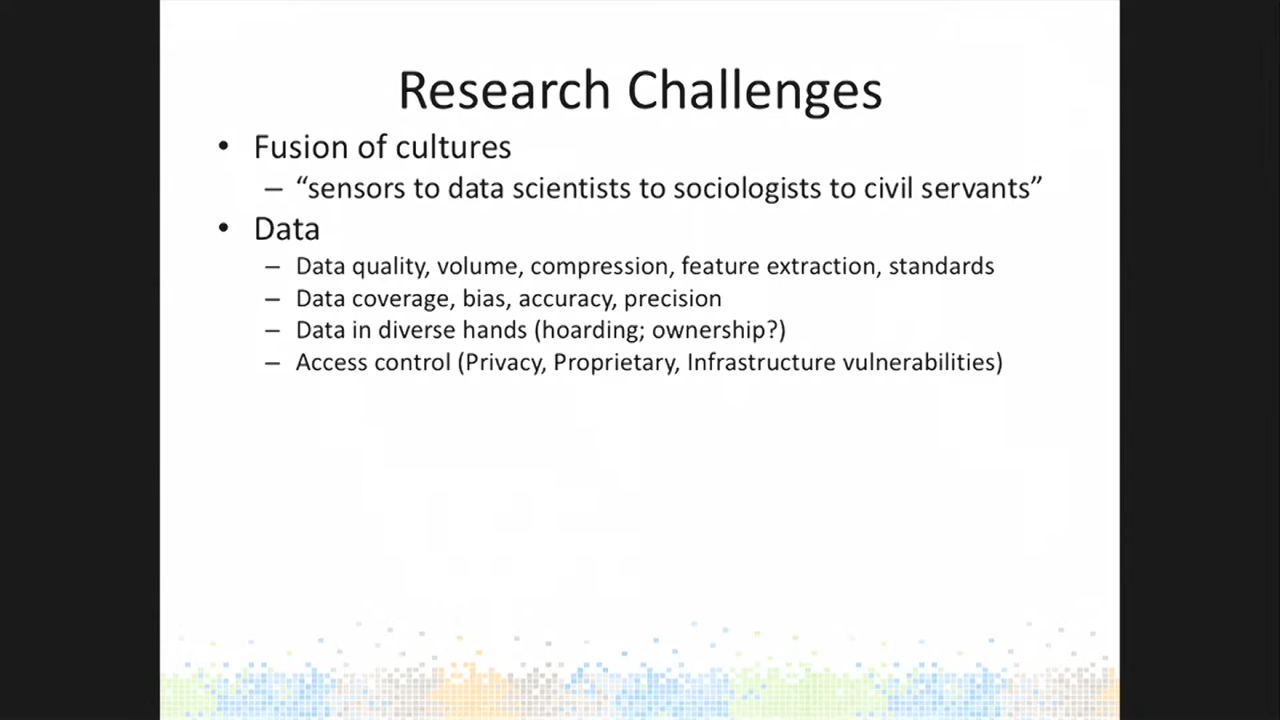 Research Challenges
• Fusion of cultures
– “sensors to data scientists to sociologists to civil servants”
• Data
– Data quality, volume, compression, feature extraction, standards
– Data coverage, bias, accuracy, precision
– Data in diverse hands (hoarding; ownership?)
– Access control (Privacy, Proprietary, Infrastructure vulnerabilities)